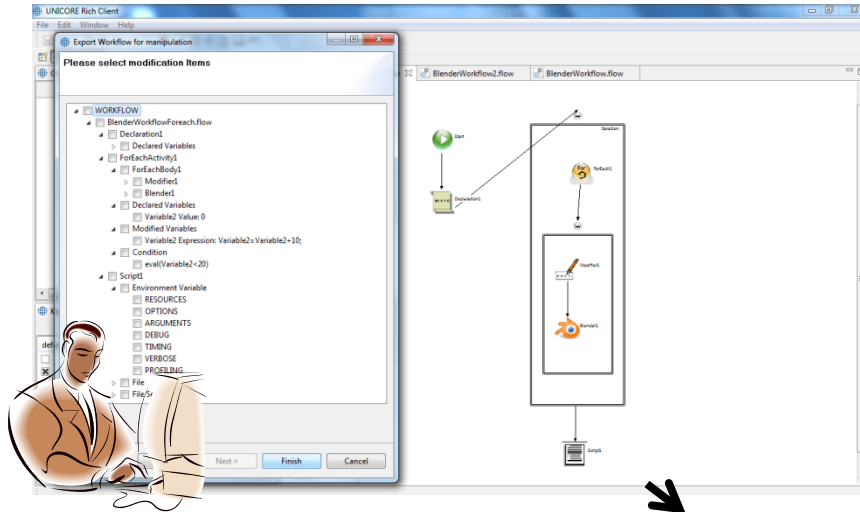 UNICORE Rich Client
File Edit Window Help
Export Workflow for manipulation
Please select modification Items
BlenderWorkflow2.flow
BlenderWorkflow.flow
WORKFLOW
BlenderWorkflowForeach.flow
Declaration1
Declared Variables
ForEachActivity1
ForEachBody1
Modifier1
Blender1
Declared Variables
Variable2 Value: 0
Modified Variables
Variable2 Expression: Variable2=Variable2+10;
Condition
eval(Variable2<20)
Script1
Environment Variable
RESOURCES
OPTIONS
ARGUMENTS
DEBUG
TIMING
VERBOSE
PROFILING
File
Next >
Finish
Cancel
Start
Declaration1
Iteration
For
ForEach1
Modifier1
Blender1
Script1